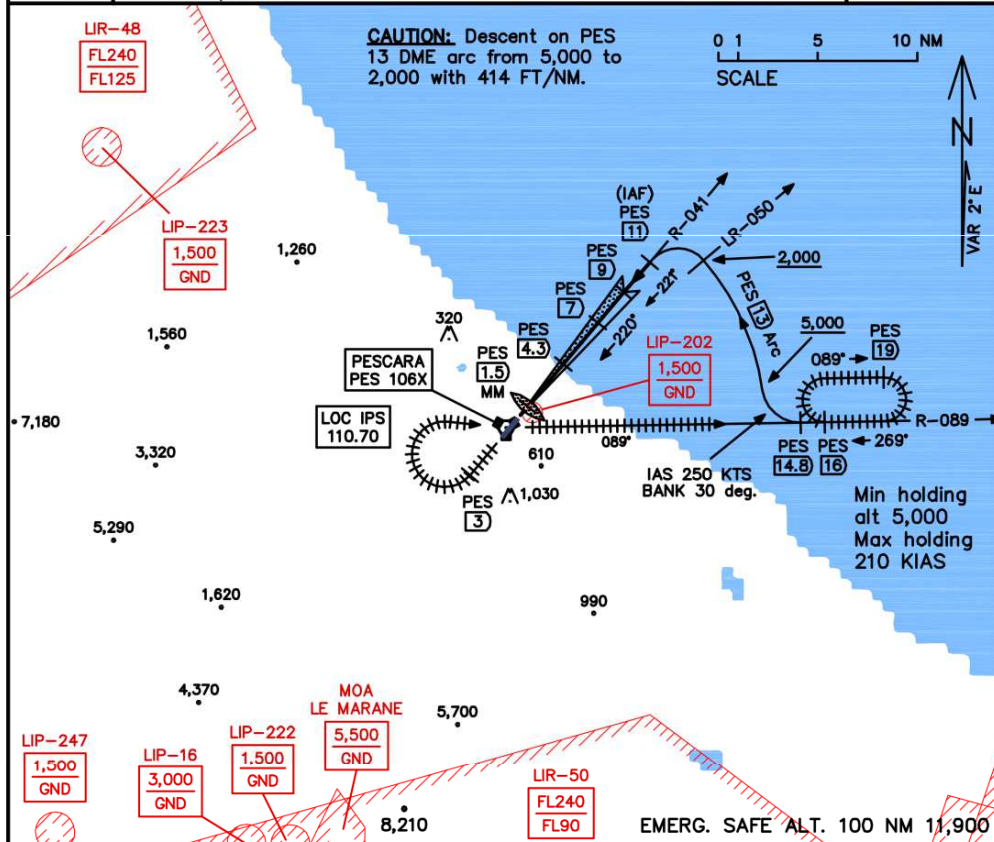 LIR-48
FL240
FL125
CAUTION: Descent on PES
13 DME arc from 5,000 to
2,000 with 414 FT/NM.
0 1 5 10 NM
SCALE
N
VAR 2°E
LIP-223
1,500
GND
1,260
1,560
(IAF)
PES
11
R-041
LR-050
2,000
PES
9
PES
7
221°
220°
PES 13 Arc
5,000
089°
PES
19
320
PES
4.3
PES
1.5
MM
LIP-202
1,500
GND
PESCARA
PES 106X
LOC IPS
110.70
7,180
3,320
089°
R-089
269°
610
PES
14.8
PES
16
IAS 250 KTS
BANK 30 deg.
1,030
PES
3
Min holding
alt 5,000
Max holding
210 KIAS
5,290
1,620
990
4,370
5,700
MOA
LE MARANE
5,500
GND
LIP-247
1,500
GND
LIP-16
3,000
GND
LIP-222
1.500
GND
LIR-50
FL240
FL90
8,210
EMERG. SAFE ALT. 100 NM 11,900